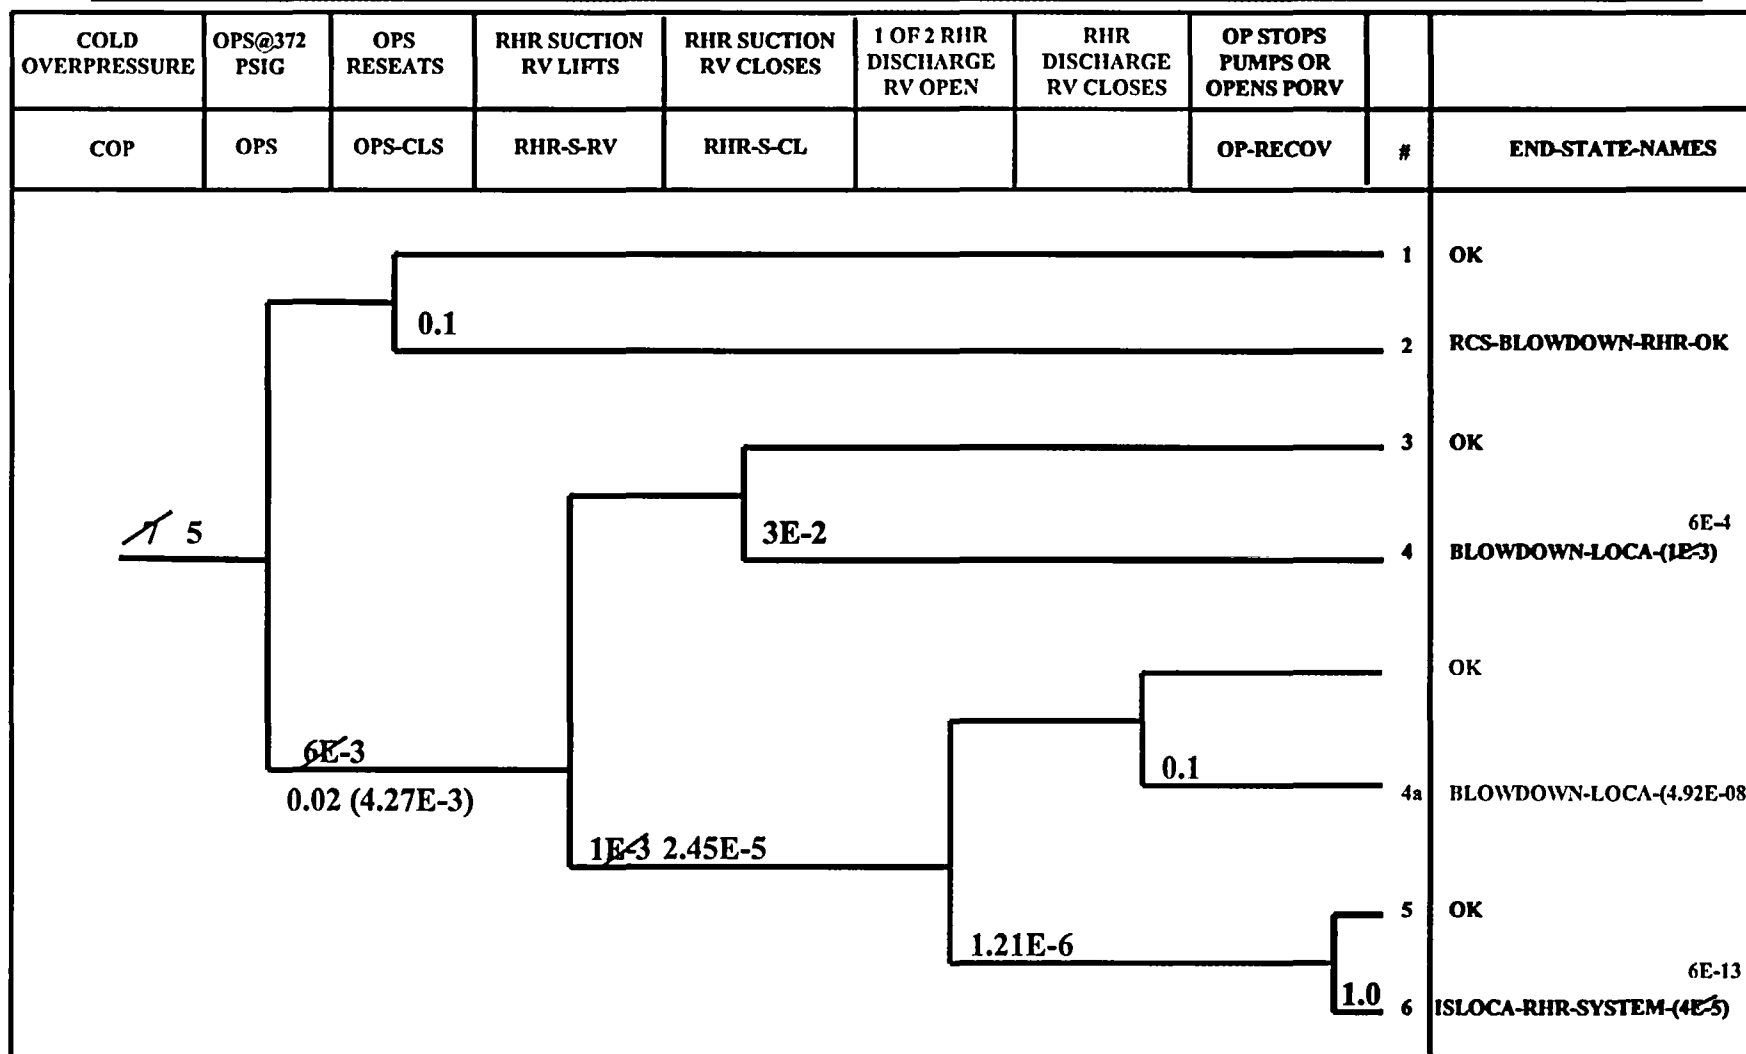 COLD
OVERPRESSURE
OPS@372
PSIG
OPS
RESEATS
RHR SUCTION
RV LIFTS
RHR SUCTION
RV CLOSES
1 OF 2 RHR
DISCHARGE
RV OPEN
RHR
DISCHARGE
RV CLOSES
OP STOPS
PUMPS OR
OPENS PORV
COP
OPS
OPS-CLS
RHR-S-RV
RHR-S-CL
OP-RECOV
#
END-STATE-NAMES
1 OK
0.1
2 RCS-BLOWDOWN-RHR-OK
3 OK
7 5
3E-2
6E-4
4 BLOWDOWN-LOCA-(1E-3)
OK
6E-3
0.02 (4.27E-3)
0.1
4a BLOWDOWN-LOCA-(4.92E-08
1E-3 2.45E-5
5 OK
1.21E-6
6E-13
1.0
6 ISLOCA-RHR-SYSTEM-(4E-5)